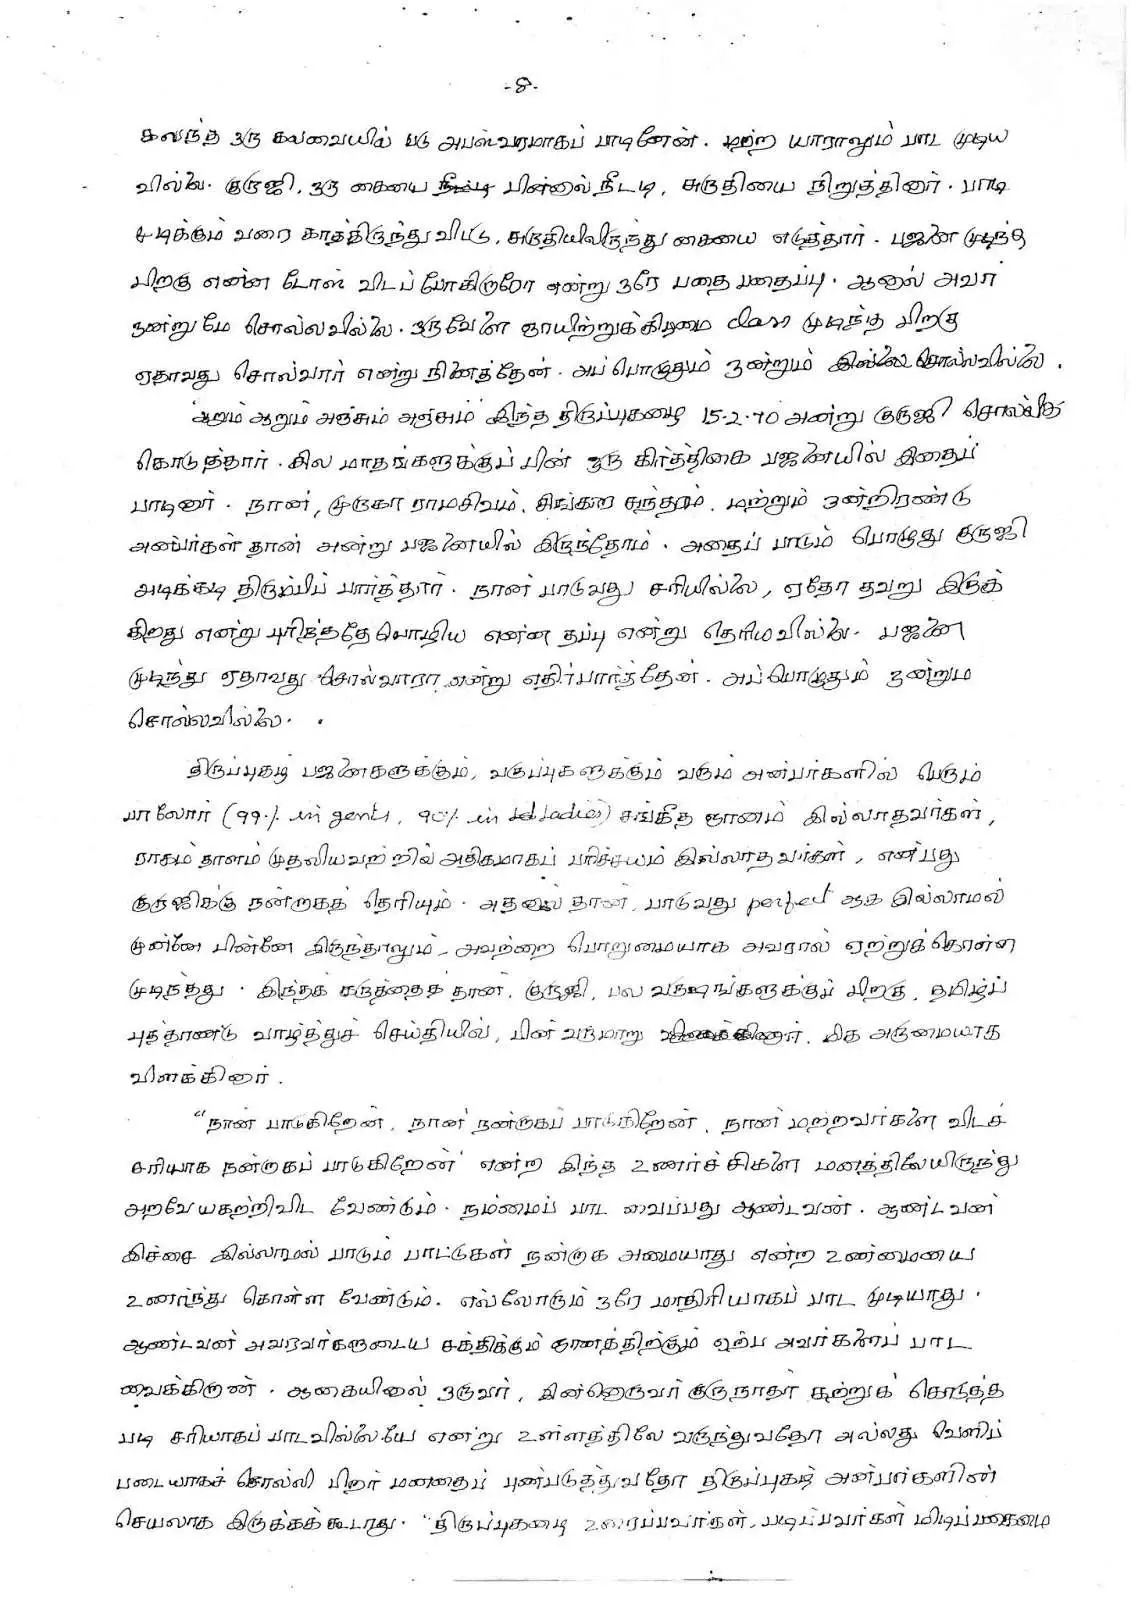 -8-
கலந்த ஒரு கலவையில் படு அபஸ்வரமாகப் பாடினேன். மற்ற யாராலும் பாட முடிய
வில்லை. குருஜி, ஒரு கையை பின்னால் நீட்டி, சுருதியை நிறுத்தினார். பாடி
முடிக்கும் வரை காத்திருந்து விட்டு, சுருதியிலிருந்து கையை எடுத்தார். பஜனை முடிந்த
பிறகு என்ன டோஸ் விடப் போகிறாரோ என்று ஒரே பதை பதைப்பு. ஆனால் அவர்
ஒன்றுமே சொல்லவில்லை. ஒருவேளை ஞாயிற்றுக்கிழமை class முடிந்த பிறகு
ஏதாவது சொல்வார் என்று நினைத்தேன். அப்பொழுதும் ஒன்றும் சொல்லவில்லை.
ஆறும் ஆறும் அஞ்சும் அஞ்சும் இந்த திருப்புகழை 15.2.70 அன்று குருஜி சொல்லிக்
கொடுத்தார். சில மாதங்களுக்குப் பின் ஒரு கிர்த்திகை பஜனையில் இதைப்
பாடினார். நான், முருகா ராமசிவம், சிங்கார சுந்தரம், மற்றும் ஒன்றிரண்டு
அன்பர்கள் தான் அன்று பஜனையில் இருந்தோம். அதைப் பாடும் பொழுது குருஜி
அடிக்கடி திரும்பிப் பார்த்தார். நான் பாடுவது சரியில்லை, ஏதோ தவறு இருக்
கிறது என்று புரிந்ததே யொழிய என்ன தப்பு என்று தெரியவில்லை. பஜனை
முடிந்து ஏதாவது சொல்வாரா என்று எதிர்பார்த்தேன். அப்பொழுதும் ஒன்றும்
சொல்லவில்லை.
திருப்புகழ் பஜனைகளுக்கும், வகுப்புகளுக்கும் வரும் அன்பர்களில் பெரும்
பாலோர் (99.% in gents, 90% in ladies) சங்கீத ஞானம் இல்லாதவர்கள்,
ராகம் தாளம் முதலியவற்றில் அதிகமாகப் பரிச்சயம் இல்லாதவர்கள், என்பது
குருஜிக்கு நன்றாகத் தெரியும். அதனால் தான், பாடுவது perfect ஆக இல்லாமல்
முன்னே பின்னே இருந்தாலும், அவற்றை பொறுமையாக அவரால் ஏற்றுக்கொள்ள
முடிந்தது. இந்தக் கருத்தைத் தான், குருஜி, பல வருஷங்களுக்குப் பிறகு, தமிழ்ப்
புத்தாண்டு வாழ்த்துச் செய்தியில், பின் வருமாறு மிக அருமையாக
விளக்கினார்.
"நான் பாடுகிறேன், நான் நன்றாகப் பாடுகிறேன், நான் மற்றவர்களை விடச்
சரியாக நன்றாகப் பாடுகிறேன்" என்ற இந்த உணர்ச்சிகளை மனத்திலேயிருந்து
அறவேயகற்றிவிட வேண்டும். நம்மைப் பாட வைப்பது ஆண்டவன். ஆண்டவன்
இச்சை இல்லாமல் பாடும் பாட்டுகள் நன்றாக அமையாது என்ற உண்மையை
உணர்ந்து கொள்ள வேண்டும். எல்லோரும் ஒரே மாதிரியாகப் பாட முடியாது.
ஆண்டவன் அவரவர்களுடைய சக்திக்கும் ஞானத்திற்கும் ஏற்ப அவர்களைப் பாட
வைக்கிறான். ஆகையினாலே ஒருவர், இன்னொருவர் குருநாதர் கற்றுக் கொடுத்த
படி சரியாகப் பாடவில்லையே என்று உள்ளத்திலே வருந்துவதோ அல்லது வெளிப்
படையாகச் சொல்லி பிறர் மனதைப் புண்படுத்துவதோ திருப்புகழ் அன்பர்களின்
செயலாக இருக்கக் கூடாது. "திருப்புகழை உரைப்பவர்கள், படிப்பவர்கள் மிடிப்பகைமை